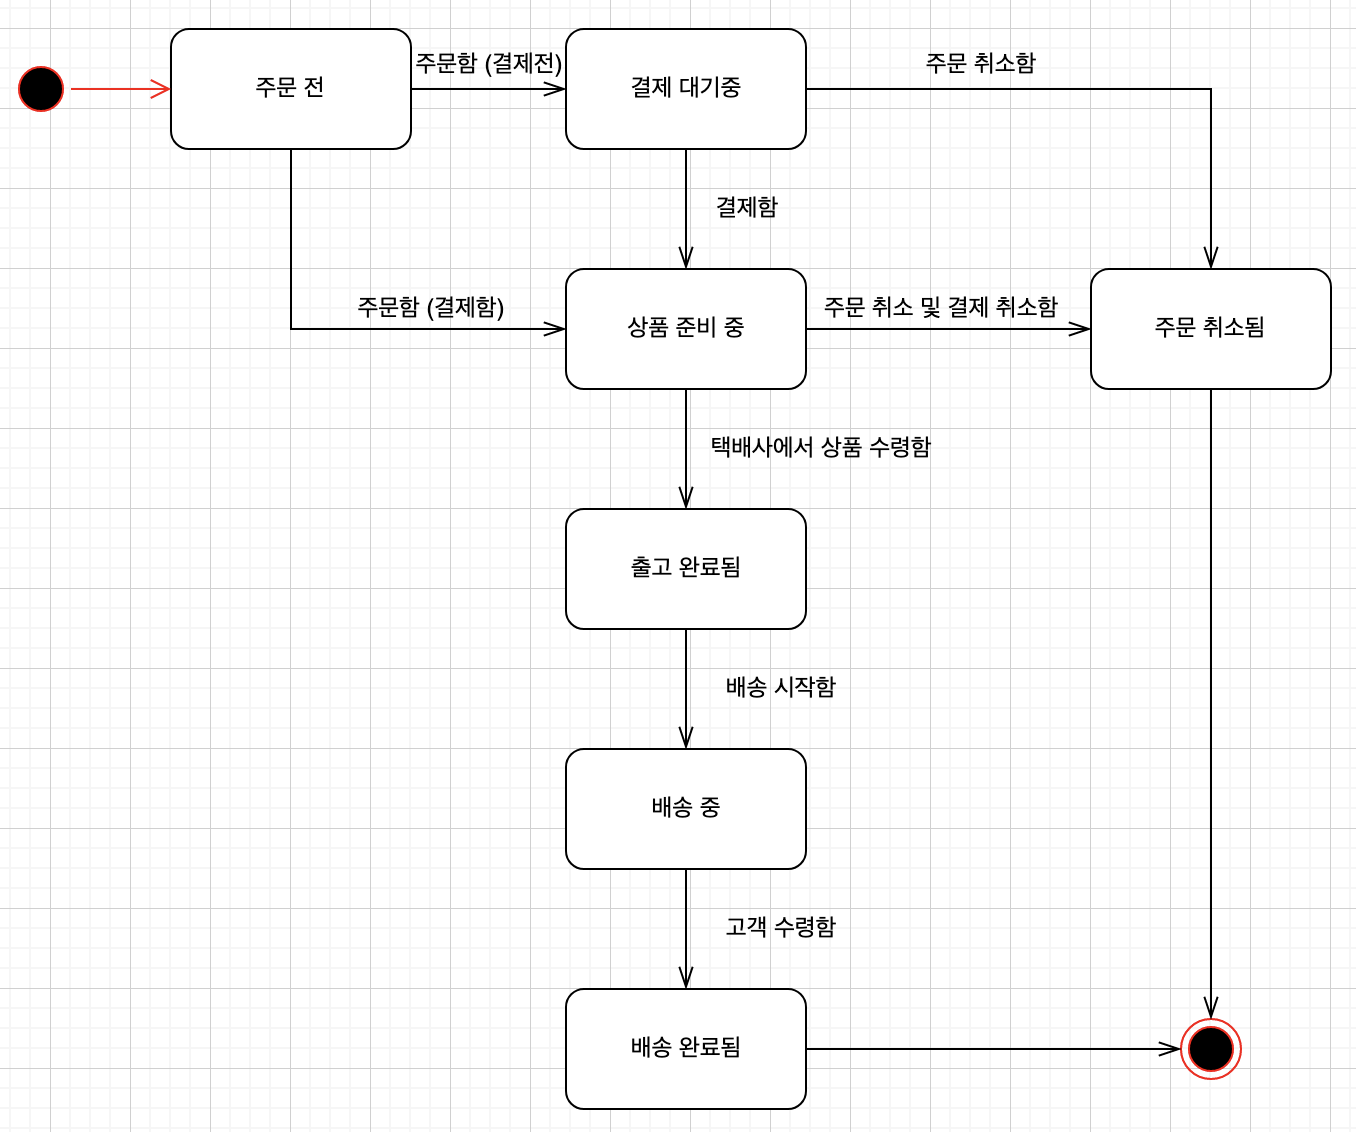 주문 전
주문함 (결제전)
결제 대기중
주문 취소함
결제함
주문함 (결제함)
상품 준비 중
주문 취소 및 결제 취소함
주문 취소됨
택배사에서 상품 수령함
출고 완료됨
배송 시작함
배송 중
고객 수령함
배송 완료됨